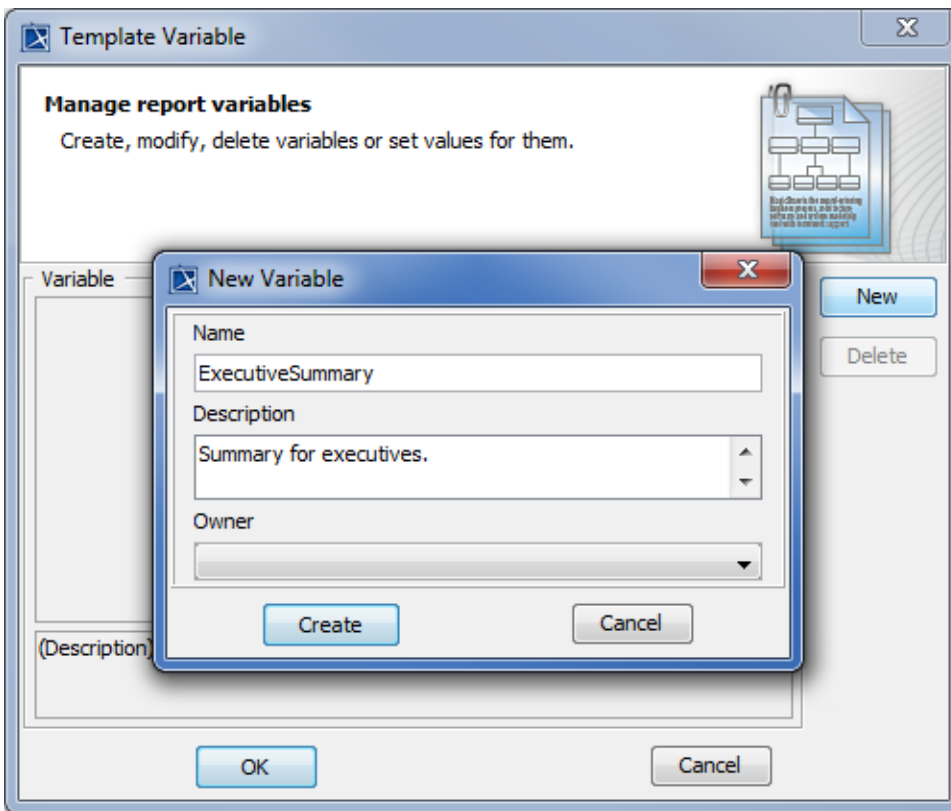 Template Variable
Manage report variables
Create, modify, delete variables or set values for them.
Variable
New Variable
New
Name
Delete
ExecutiveSummary
Description
Summary for executives.
Owner
Create
Cancel
(Description)
OK
Cancel